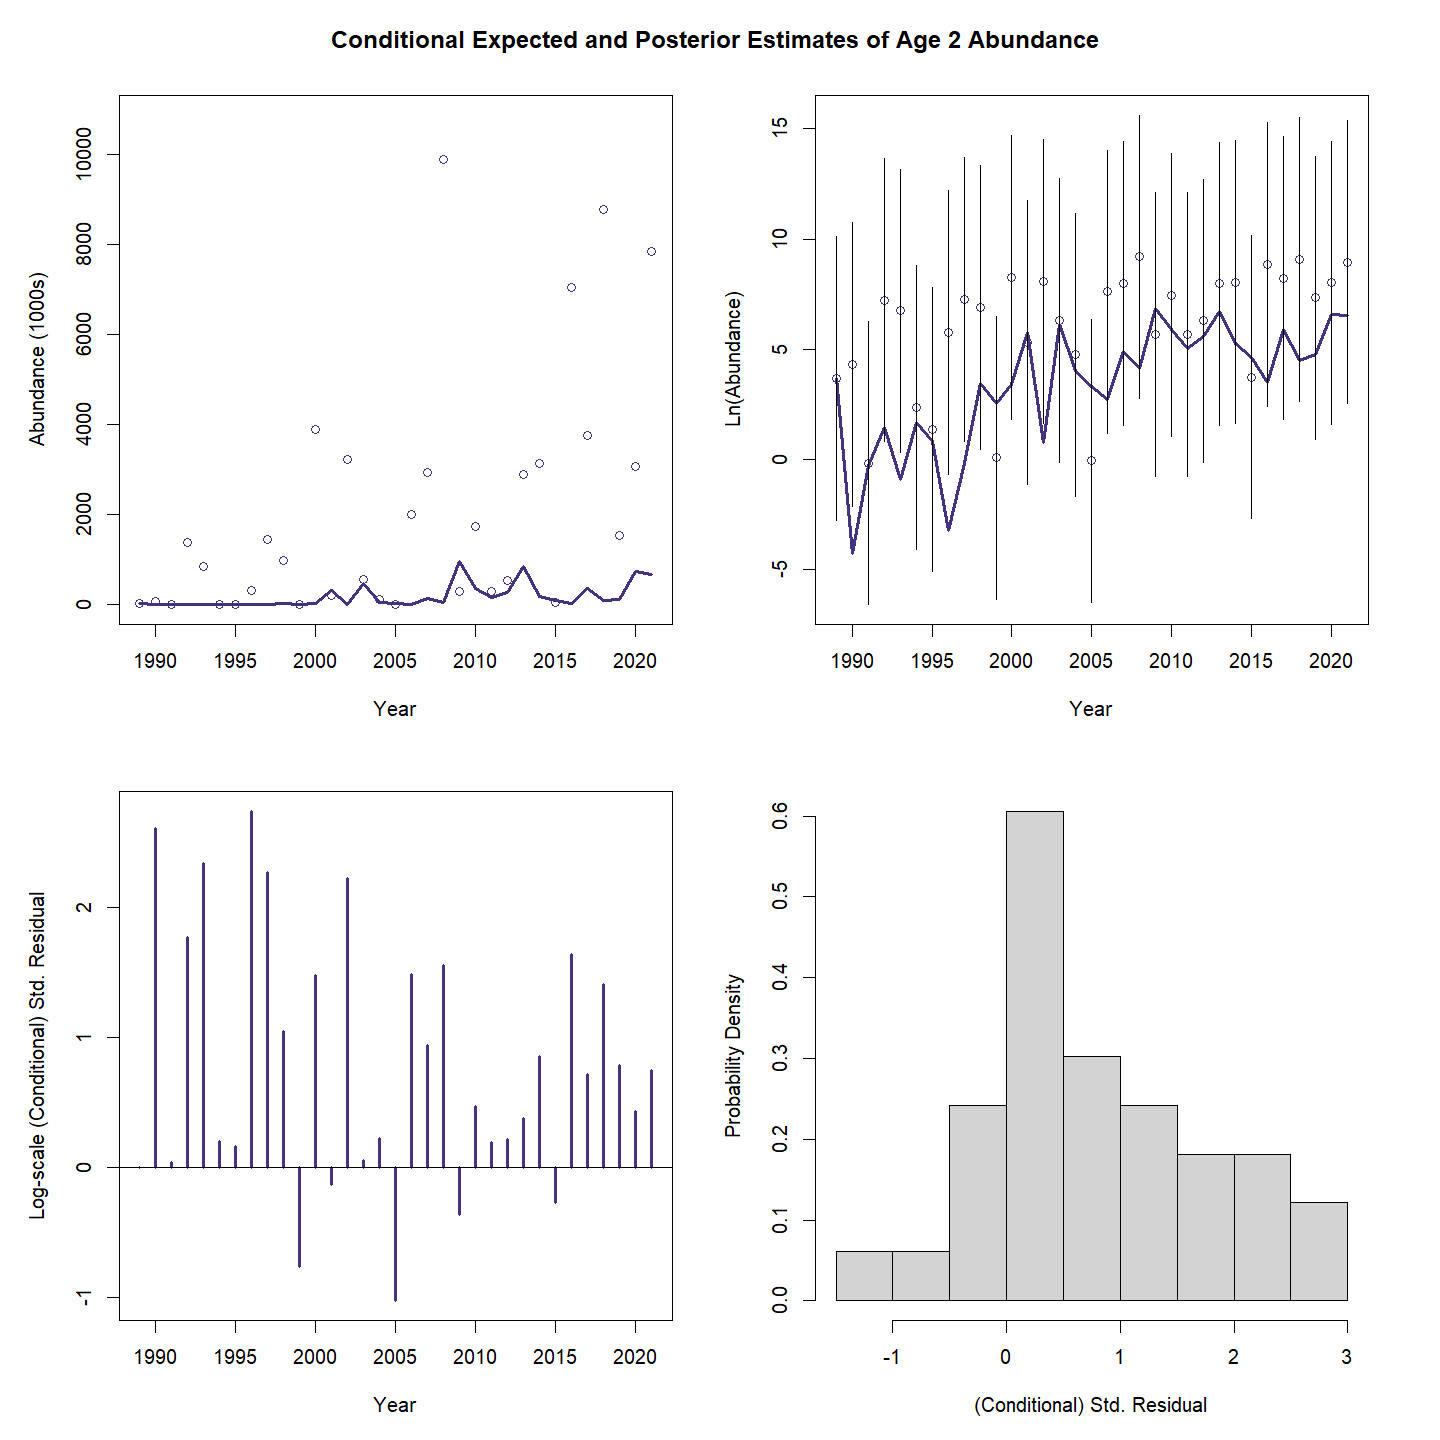 Conditional Expected and Posterior Estimates of Age 2 Abundance
Abundance (1000s)
0 2000 4000 6000 8000 10000
1990 1995 2000 2005 2010 2015 2020
Year
Ln(Abundance)
-5 0 5 10 15
1990 1995 2000 2005 2010 2015 2020
Year
Log-scale (Conditional) Std. Residual
-1 0 1 2
1990 1995 2000 2005 2010 2015 2020
Year
Probability Density
0.0 0.1 0.2 0.3 0.4 0.5 0.6
-1 0 1 2 3
(Conditional) Std. Residual